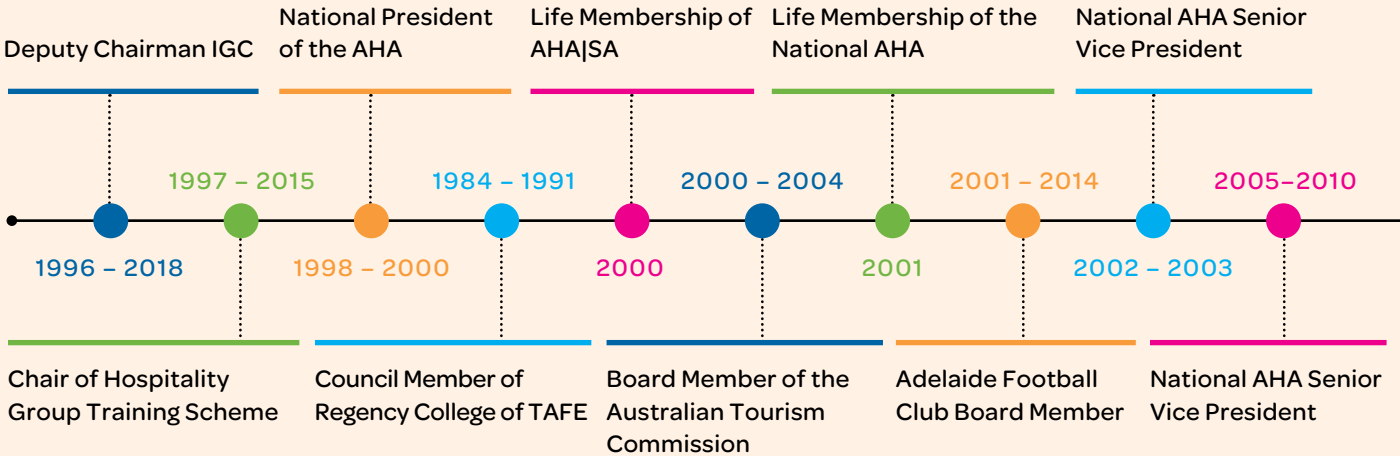 Deputy Chairman IGC
National President
of the AHA
Life Membership of
AHA|SA
Life Membership of the
National AHA
National AHA Senior
Vice President
1997 – 2015
1984 – 1991
2000 – 2004
2001 – 2014
2005–2010
1996 – 2018
1998 – 2000
2000
2001
2002 – 2003
Chair of Hospitality
Group Training Scheme
Council Member of
Regency College of TAFE
Board Member of the
Australian Tourism
Commission
Adelaide Football
Club Board Member
National AHA Senior
Vice President